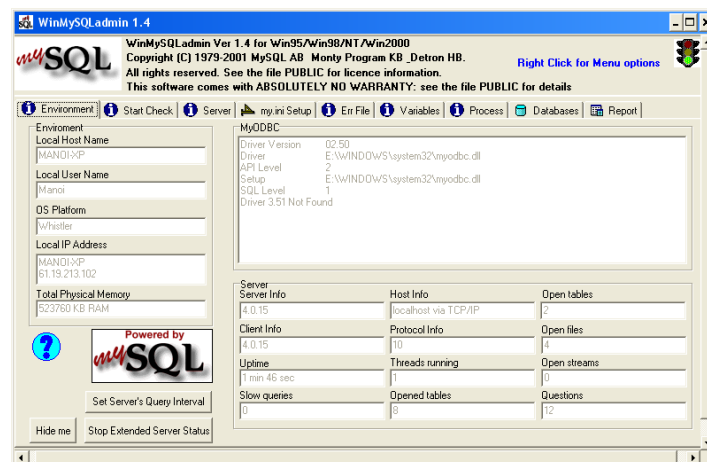 WinMySQLadmin 1.4
mySQL
WinMySQLadmin Ver 1.4 for Win95/Win98/NT/Win2000
Copyright (C) 1979-2001 MySQL AB Monty Program KB _Detron HB.
All rights reserved. See the file PUBLIC for licence information.
This software comes with ABSOLUTELY NO WARRANTY: see the file PUBLIC for details
Right Click for Menu options
Environment Start Check Server my.ini Setup Err File Variables Process Databases Report
Enviroment
Local Host Name
MANOI-XP
Local User Name
Manoi
OS Platform
Whistler
Local IP Address
MANOI-XP
61.19.213.102
Total Physical Memory
523760 KB RAM
Powered by
mySQL
Set Server's Query Interval
Hide me Stop Extended Server Status
MyODBC
Driver Version 02.50
Driver E:\WINDOWS\system32\myodbc.dll
API Level 2
Setup E:\WINDOWS\system32\myodbc.dll
SQL Level 1
Driver 3.51 Not Found
Server
Server Info Host Info Open tables
4.0.15 localhost via TCP/IP 2
Client Info Protocol Info Open files
4.0.15 10 4
Uptime Threads running Open streams
1 min 46 sec 1 0
Slow queries Opened tables Questions
0 8 12